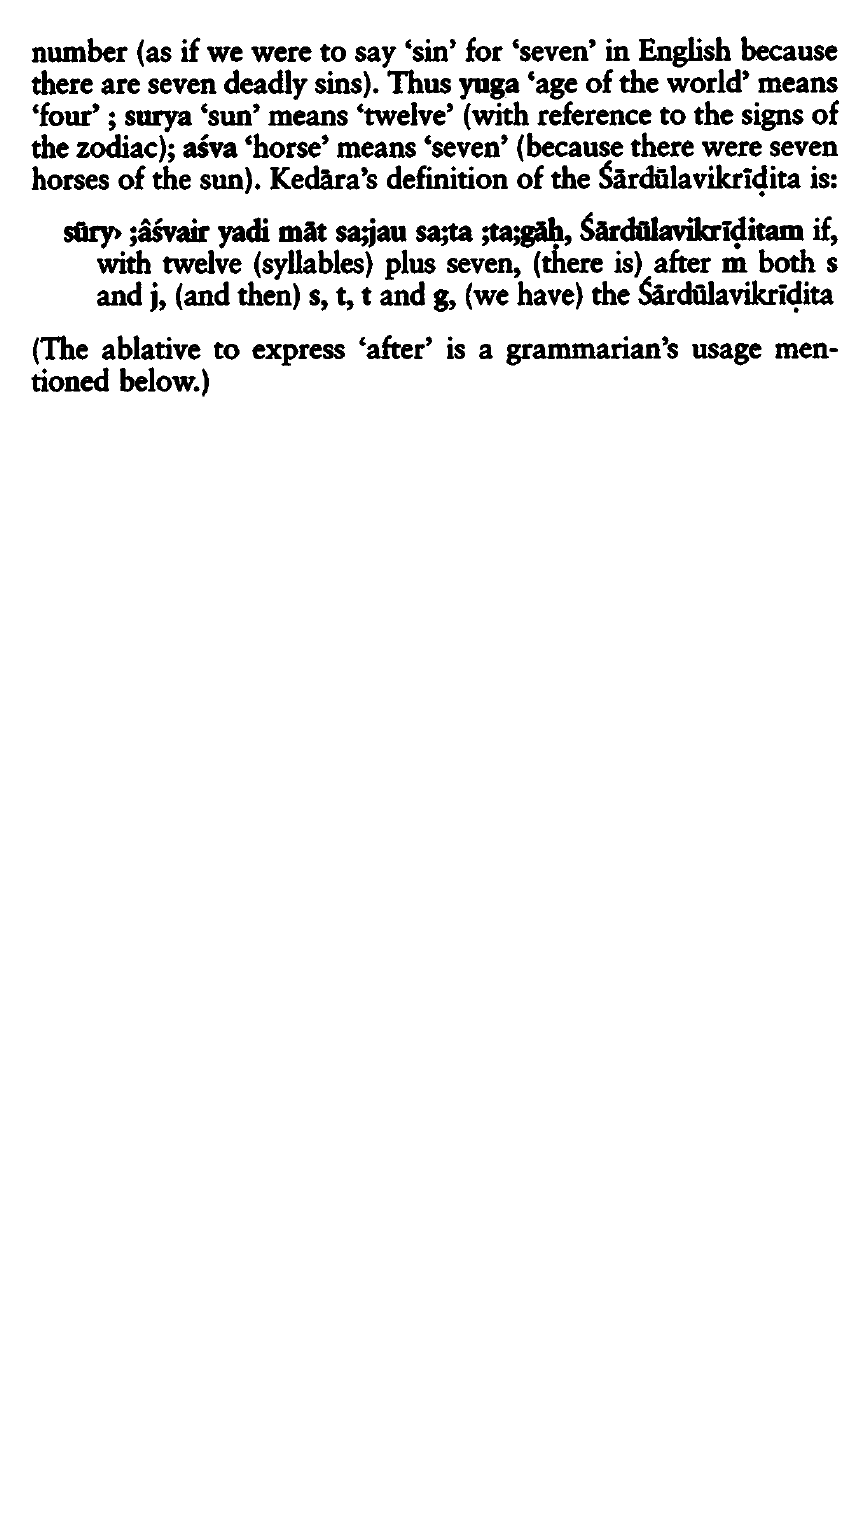 number (as if we were to say ‘sin’ for ‘seven’ in English because
there are seven deadly sins). Thus yuga ‘age of the world’ means
‘four’ ; surya ‘sun’ means ‘twelve’ (with reference to the signs of
the zodiac); aśva ‘horse’ means ‘seven’ (because there were seven
horses of the sun). Kedāra’s definition of the Śārdūlavikrīḍita is:
sūry› ;âśvair yadi māt sa;jau sa;ta ;ta;gāḥ, Śārdūlavikrīḍitam if,
with twelve (syllables) plus seven, (there is) after m both s
and j, (and then) s, t, t and g, (we have) the Śārdūlavikrīḍita
(The ablative to express ‘after’ is a grammarian’s usage men-
tioned below.)